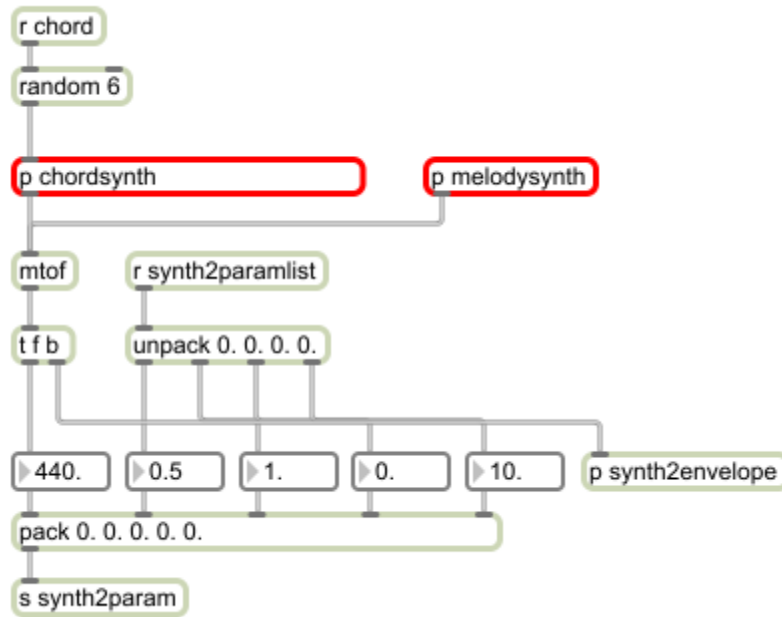 r chord
random 6
p chordsynth
p melodysynth
mtof
r synth2paramlist
t f b
unpack 0. 0. 0. 0.
440.
0.5
1.
0.
10.
p synth2envelope
pack 0. 0. 0. 0. 0.
s synth2param